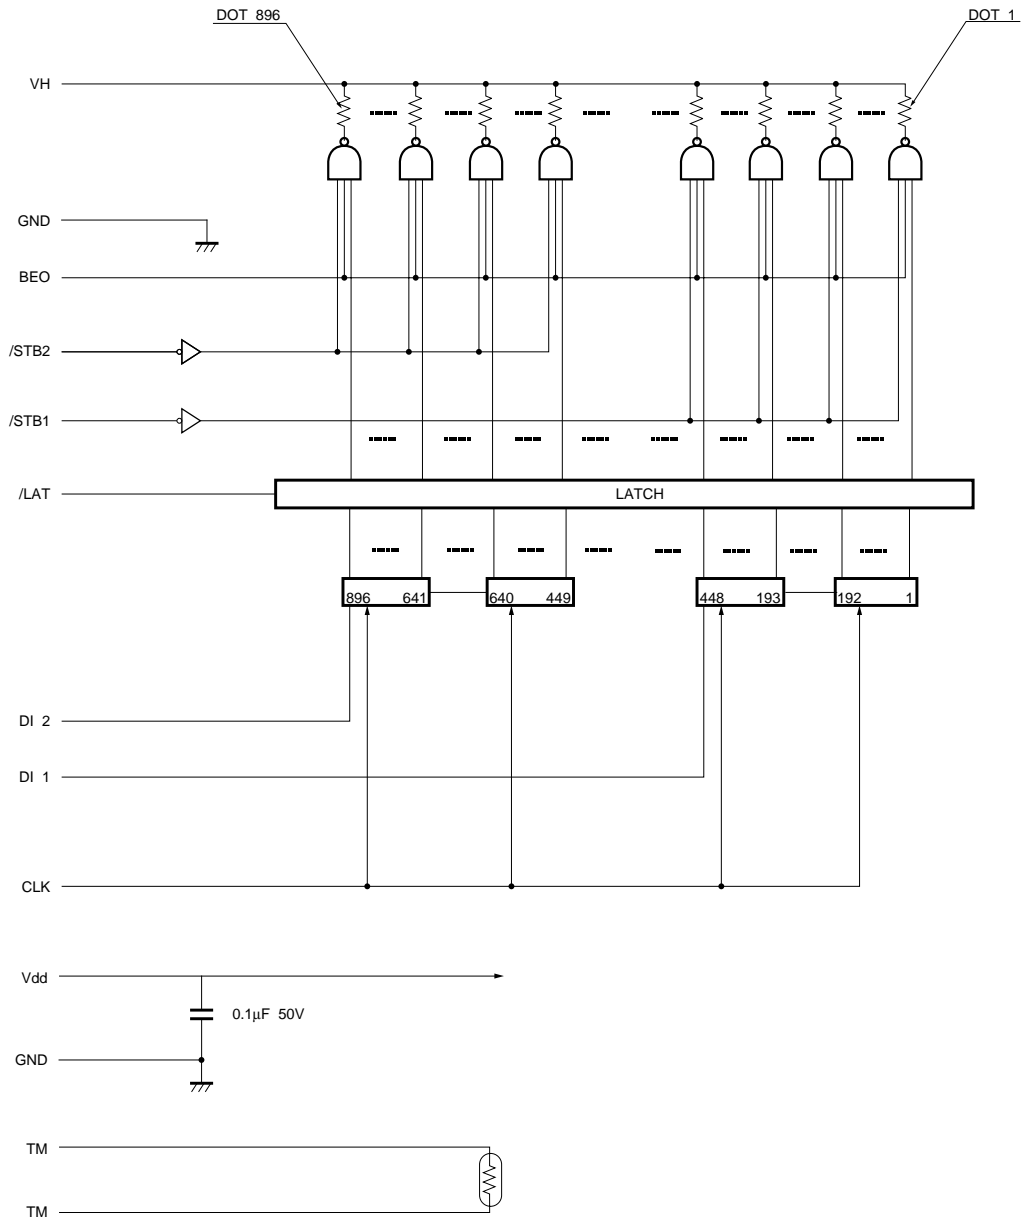 DOT 896
DOT 1
VH
GND
BEO
/STB2
/STB1
/LAT
LATCH
896 641
640 449
448 193
192 1
DI 2
DI 1
CLK
Vdd
0.1μF 50V
GND
TM
TM